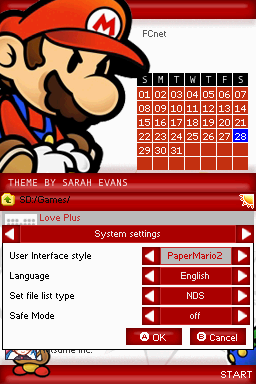 FCnet
S M T W T F S
01 02 03 04 05 06 07
08 09 10 11 12 13 14
15 16 17 18 19 20 21
22 23 24 25 26 27 28
29 30 31
THEME BY SARAH EVANS
SD:/Games/
Love Plus
System settings
User Interface style PaperMario2
Language English
Set file list type NDS
Safe Mode off
A OK B Cancel
Inc.
START